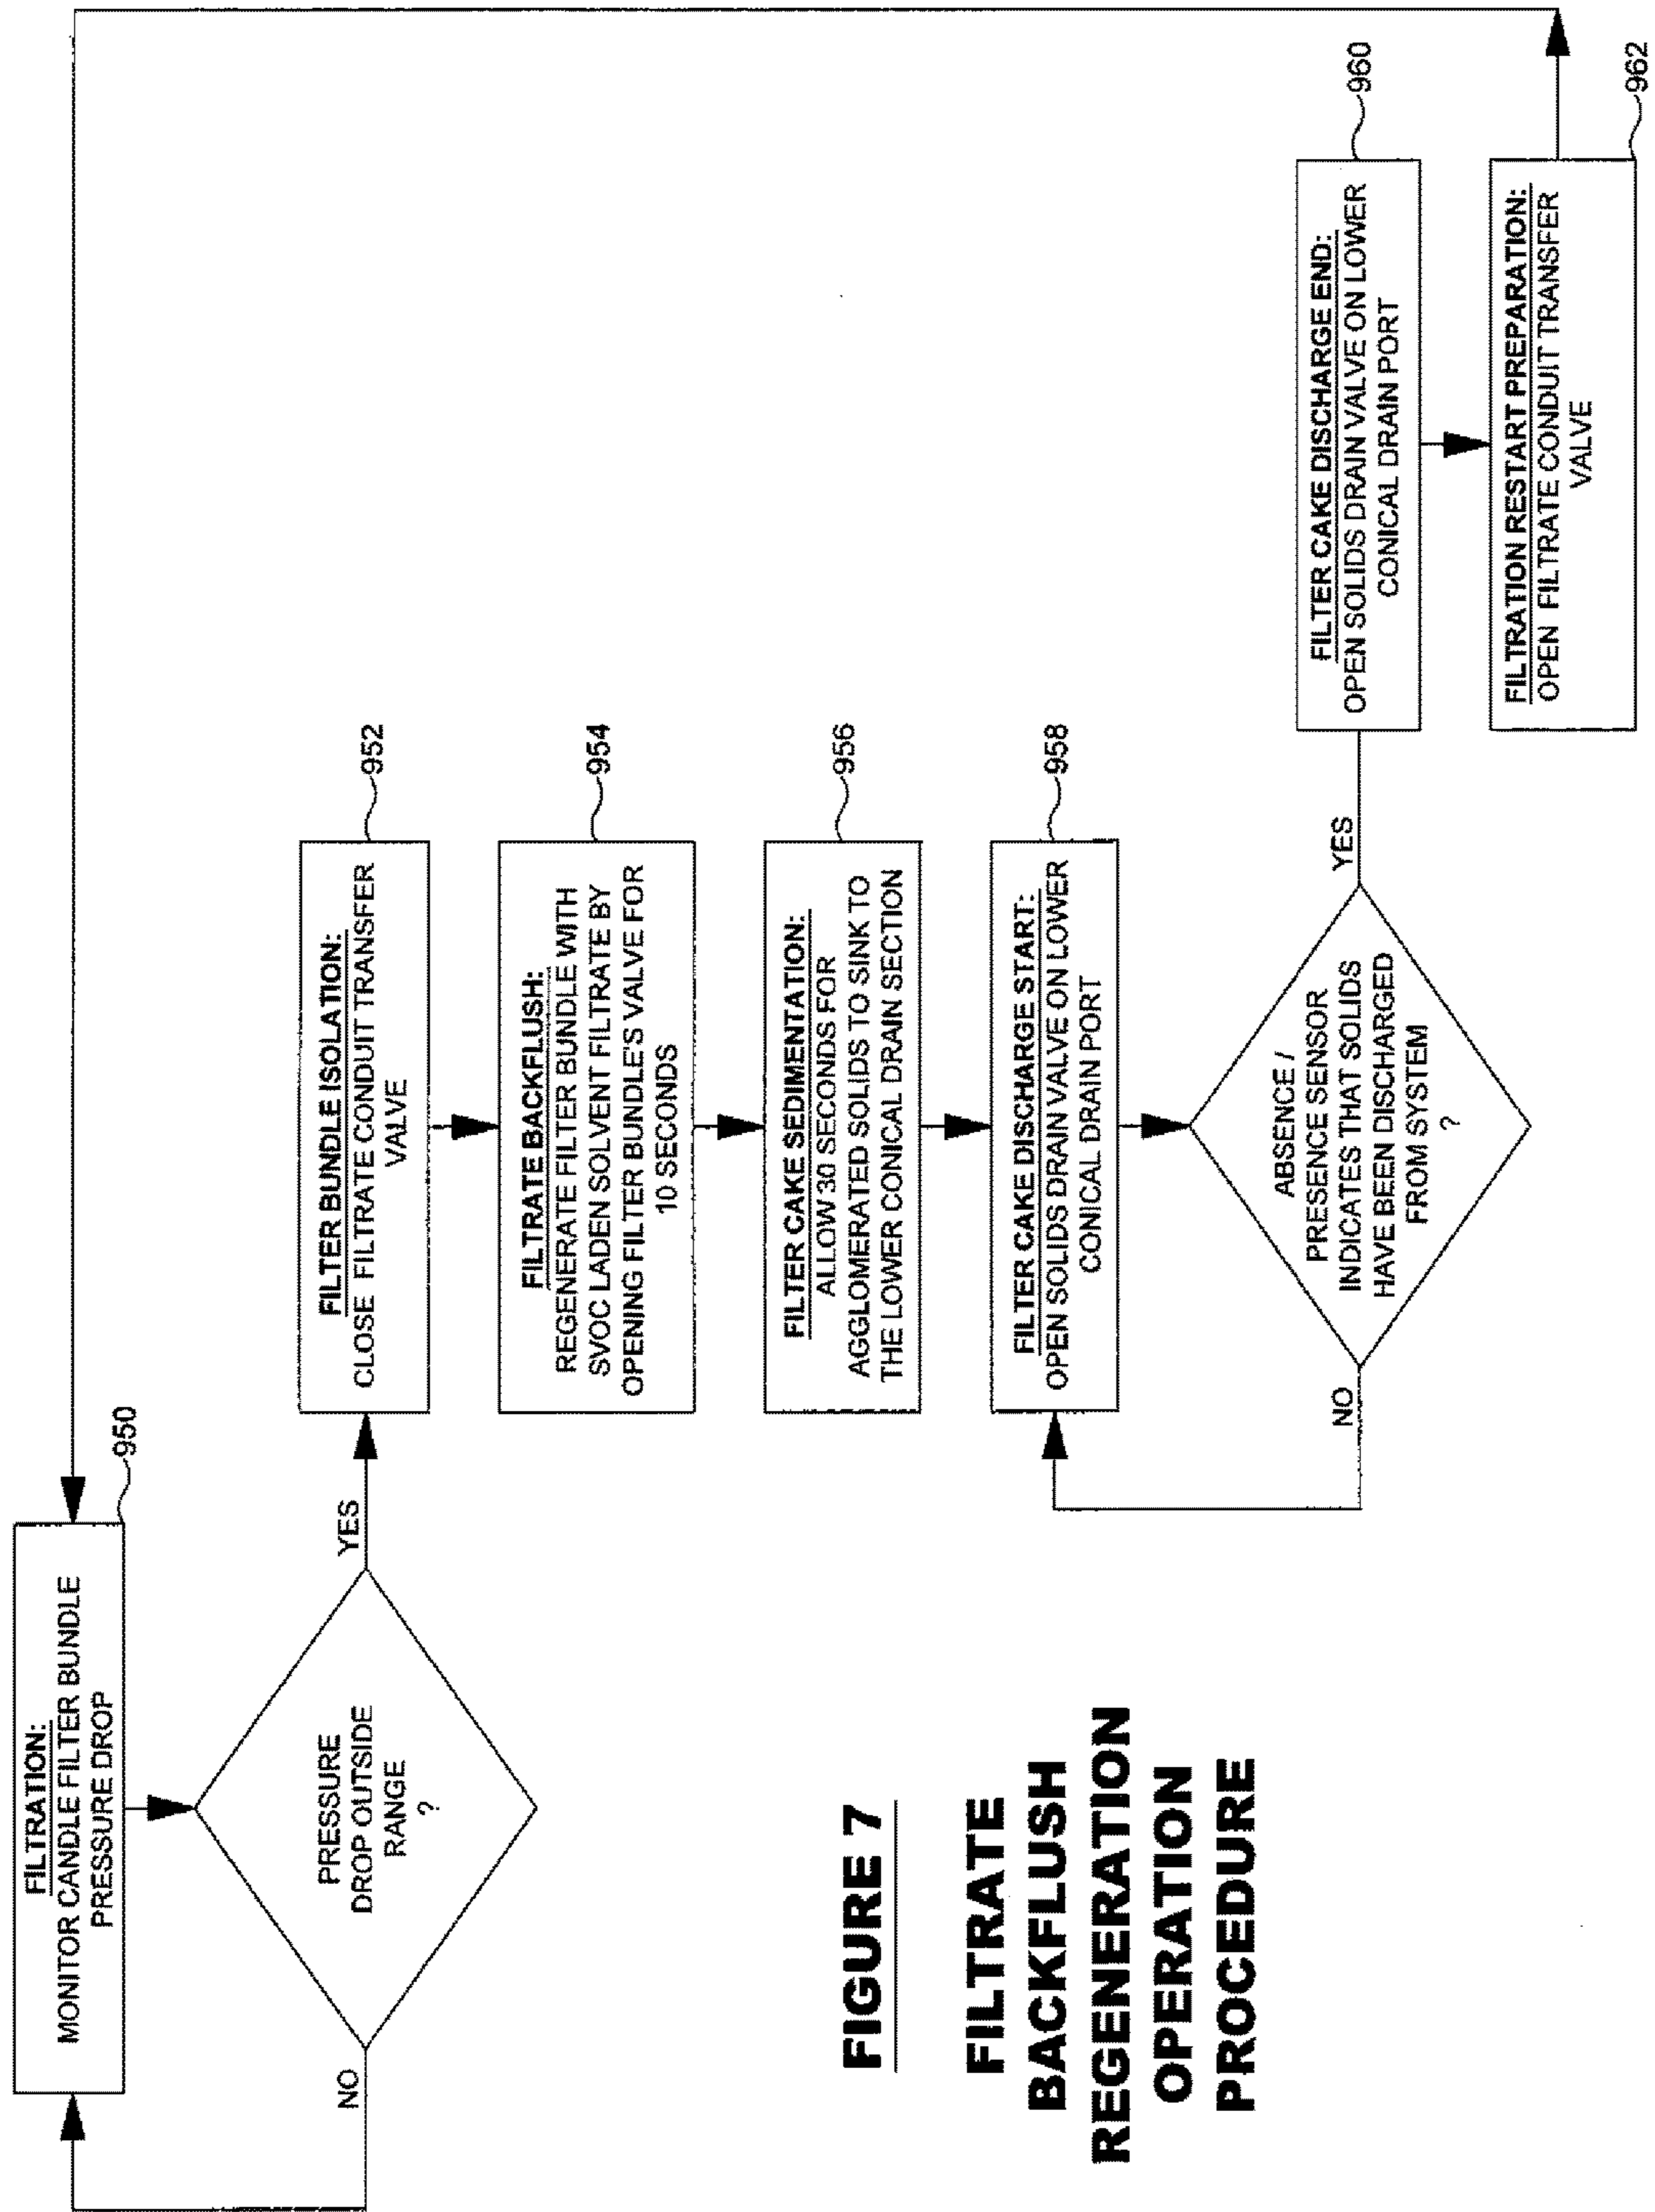 FILTRATION:
MONITOR CANDLE FILTER BUNDLE
PRESSURE DROP
950
PRESSURE
DROP OUTSIDE
RANGE
?
NO
YES
FILTER BUNDLE ISOLATION:
CLOSE FILTRATE CONDUIT TRANSFER
VALVE
952
FILTRATE BACKFLUSH:
REGENERATE FILTER BUNDLE WITH
SVOC LADEN SOLVENT FILTRATE BY
OPENING FILTER BUNDLE'S VALVE FOR
10 SECONDS
954
FILTER CAKE SEDIMENTATION:
ALLOW 30 SECONDS FOR
AGGLOMERATED SOLIDS TO SINK TO
THE LOWER CONICAL DRAIN SECTION
956
FILTER CAKE DISCHARGE START:
OPEN SOLIDS DRAIN VALVE ON LOWER
CONICAL DRAIN PORT
958
ABSENCE /
PRESENCE SENSOR
INDICATES THAT SOLIDS
HAVE BEEN DISCHARGED
FROM SYSTEM
?
NO
YES
FILTER CAKE DISCHARGE END:
OPEN SOLIDS DRAIN VALVE ON LOWER
CONICAL DRAIN PORT
960
FILTRATION RESTART PREPARATION:
OPEN FILTRATE CONDUIT TRANSFER
VALVE
962
FIGURE 7
FILTRATE
BACKFLUSH
REGENERATION
OPERATION
PROCEDURE